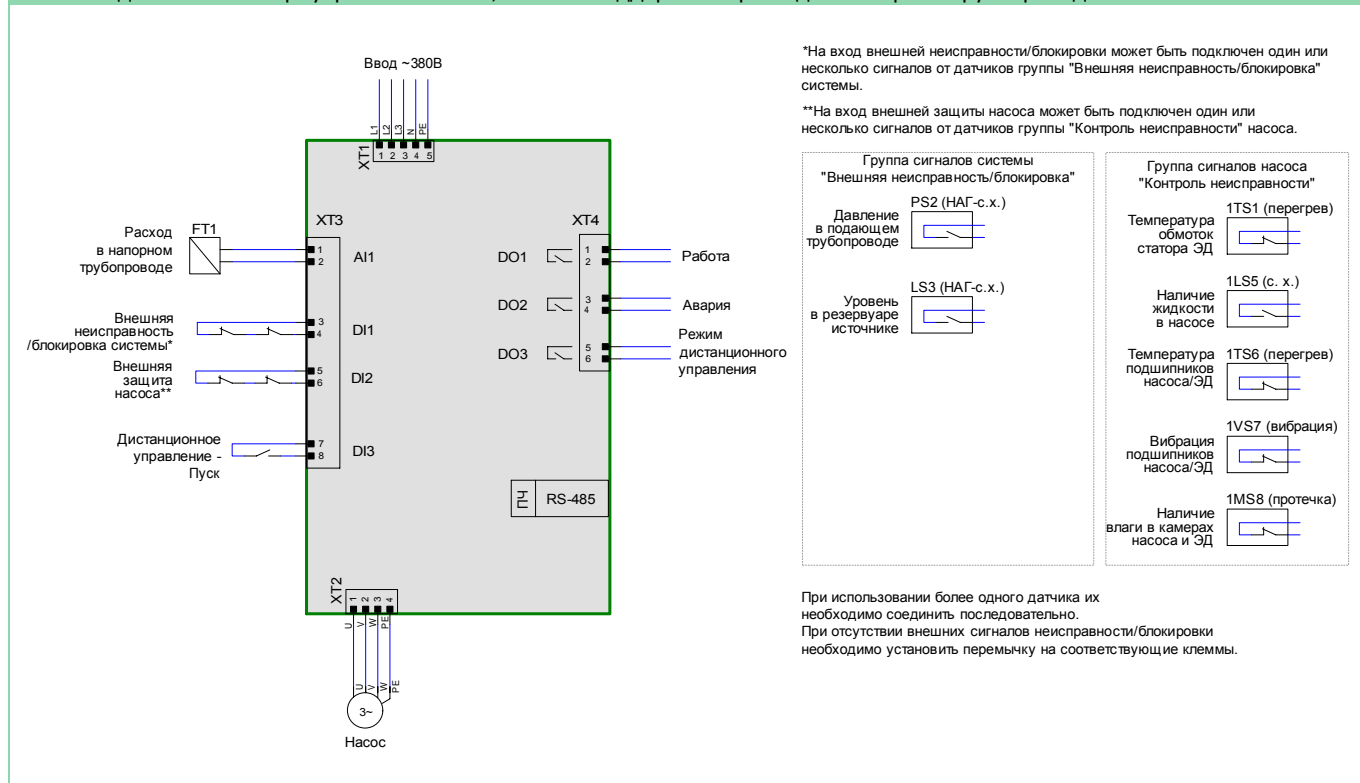 Ввод ~380В
L1
L2
L3
N
PE
XT1
1 2 3 4 5
XT3
XT4
Расход
в напорном
трубопроводе
FT1
1
2
AI1
Внешняя
неисправность
/блокировка системы*
3
4
DI1
Внешняя
защита
насоса**
5
6
DI2
Дистанционное
управление -
Пуск
7
8
DI3
DO1
1
2
Работа
DO2
3
4
Авария
DO3
5
6
Режим
дистанционного
управления
ПЧ
RS-485
XT2
1
2
3
4
U
V
W
PE
U
V
W
PE
3~
Насос
*На вход внешней неисправности/блокировки может быть подключен один или
несколько сигналов от датчиков группы "Внешняя неисправность/блокировка"
системы.
**На вход внешней защиты насоса может быть подключен один или
несколько сигналов от датчиков группы "Контроль неисправности" насоса.
Группа сигналов системы
"Внешняя неисправность/блокировка"
Давление
в подающем
трубопроводе
PS2 (НАГ-с.х.)
Уровень
в резервуаре
источнике
LS3 (НАГ-с.х.)
Группа сигналов насоса
"Контроль неисправности"
Температура
обмоток
статора ЭД
1TS1 (перегрев)
Наличие
жидкости
в насосе
1LS5 (с. х.)
Температура
подшипников
насоса/ЭД
1TS6 (перегрев)
Вибрация
подшипников
насоса/ЭД
1VS7 (вибрация)
Наличие
влаги в камерах
насоса и ЭД
1MS8 (протечка)
При использовании более одного датчика их
необходимо соединить последовательно.
При отсутствии внешних сигналов неисправности/блокировки
необходимо установить перемычку на соответствующие клеммы.